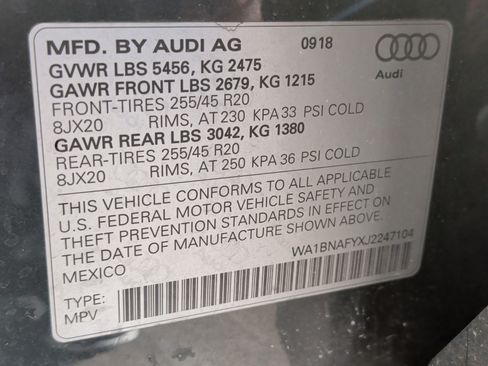 MFD. BY AUDI AG 09 18
GVWR LBS 5456, KG 2475
GAWR FRONT LBS 2679, KG 1215
FRONT-TIRES 255/45 R20
8JX20 RIMS, AT 230 KPA 33 PSI COLD
GAWR REAR LBS 3042, KG 1380
REAR-TIRES 255/45 R20
8JX20 RIMS, AT 250 KPA 36 PSI COLD
Audi
THIS VEHICLE CONFORMS TO ALL APPLICABLE
U.S. FEDERAL MOTOR VEHICLE SAFETY AND
THEFT PREVENTION STANDARDS IN EFFECT ON
THE DATE OF MANUFACTURE SHOWN ABOVE.
MEXICO
WA1BNAFYXJ2247104
TYPE:
MPV